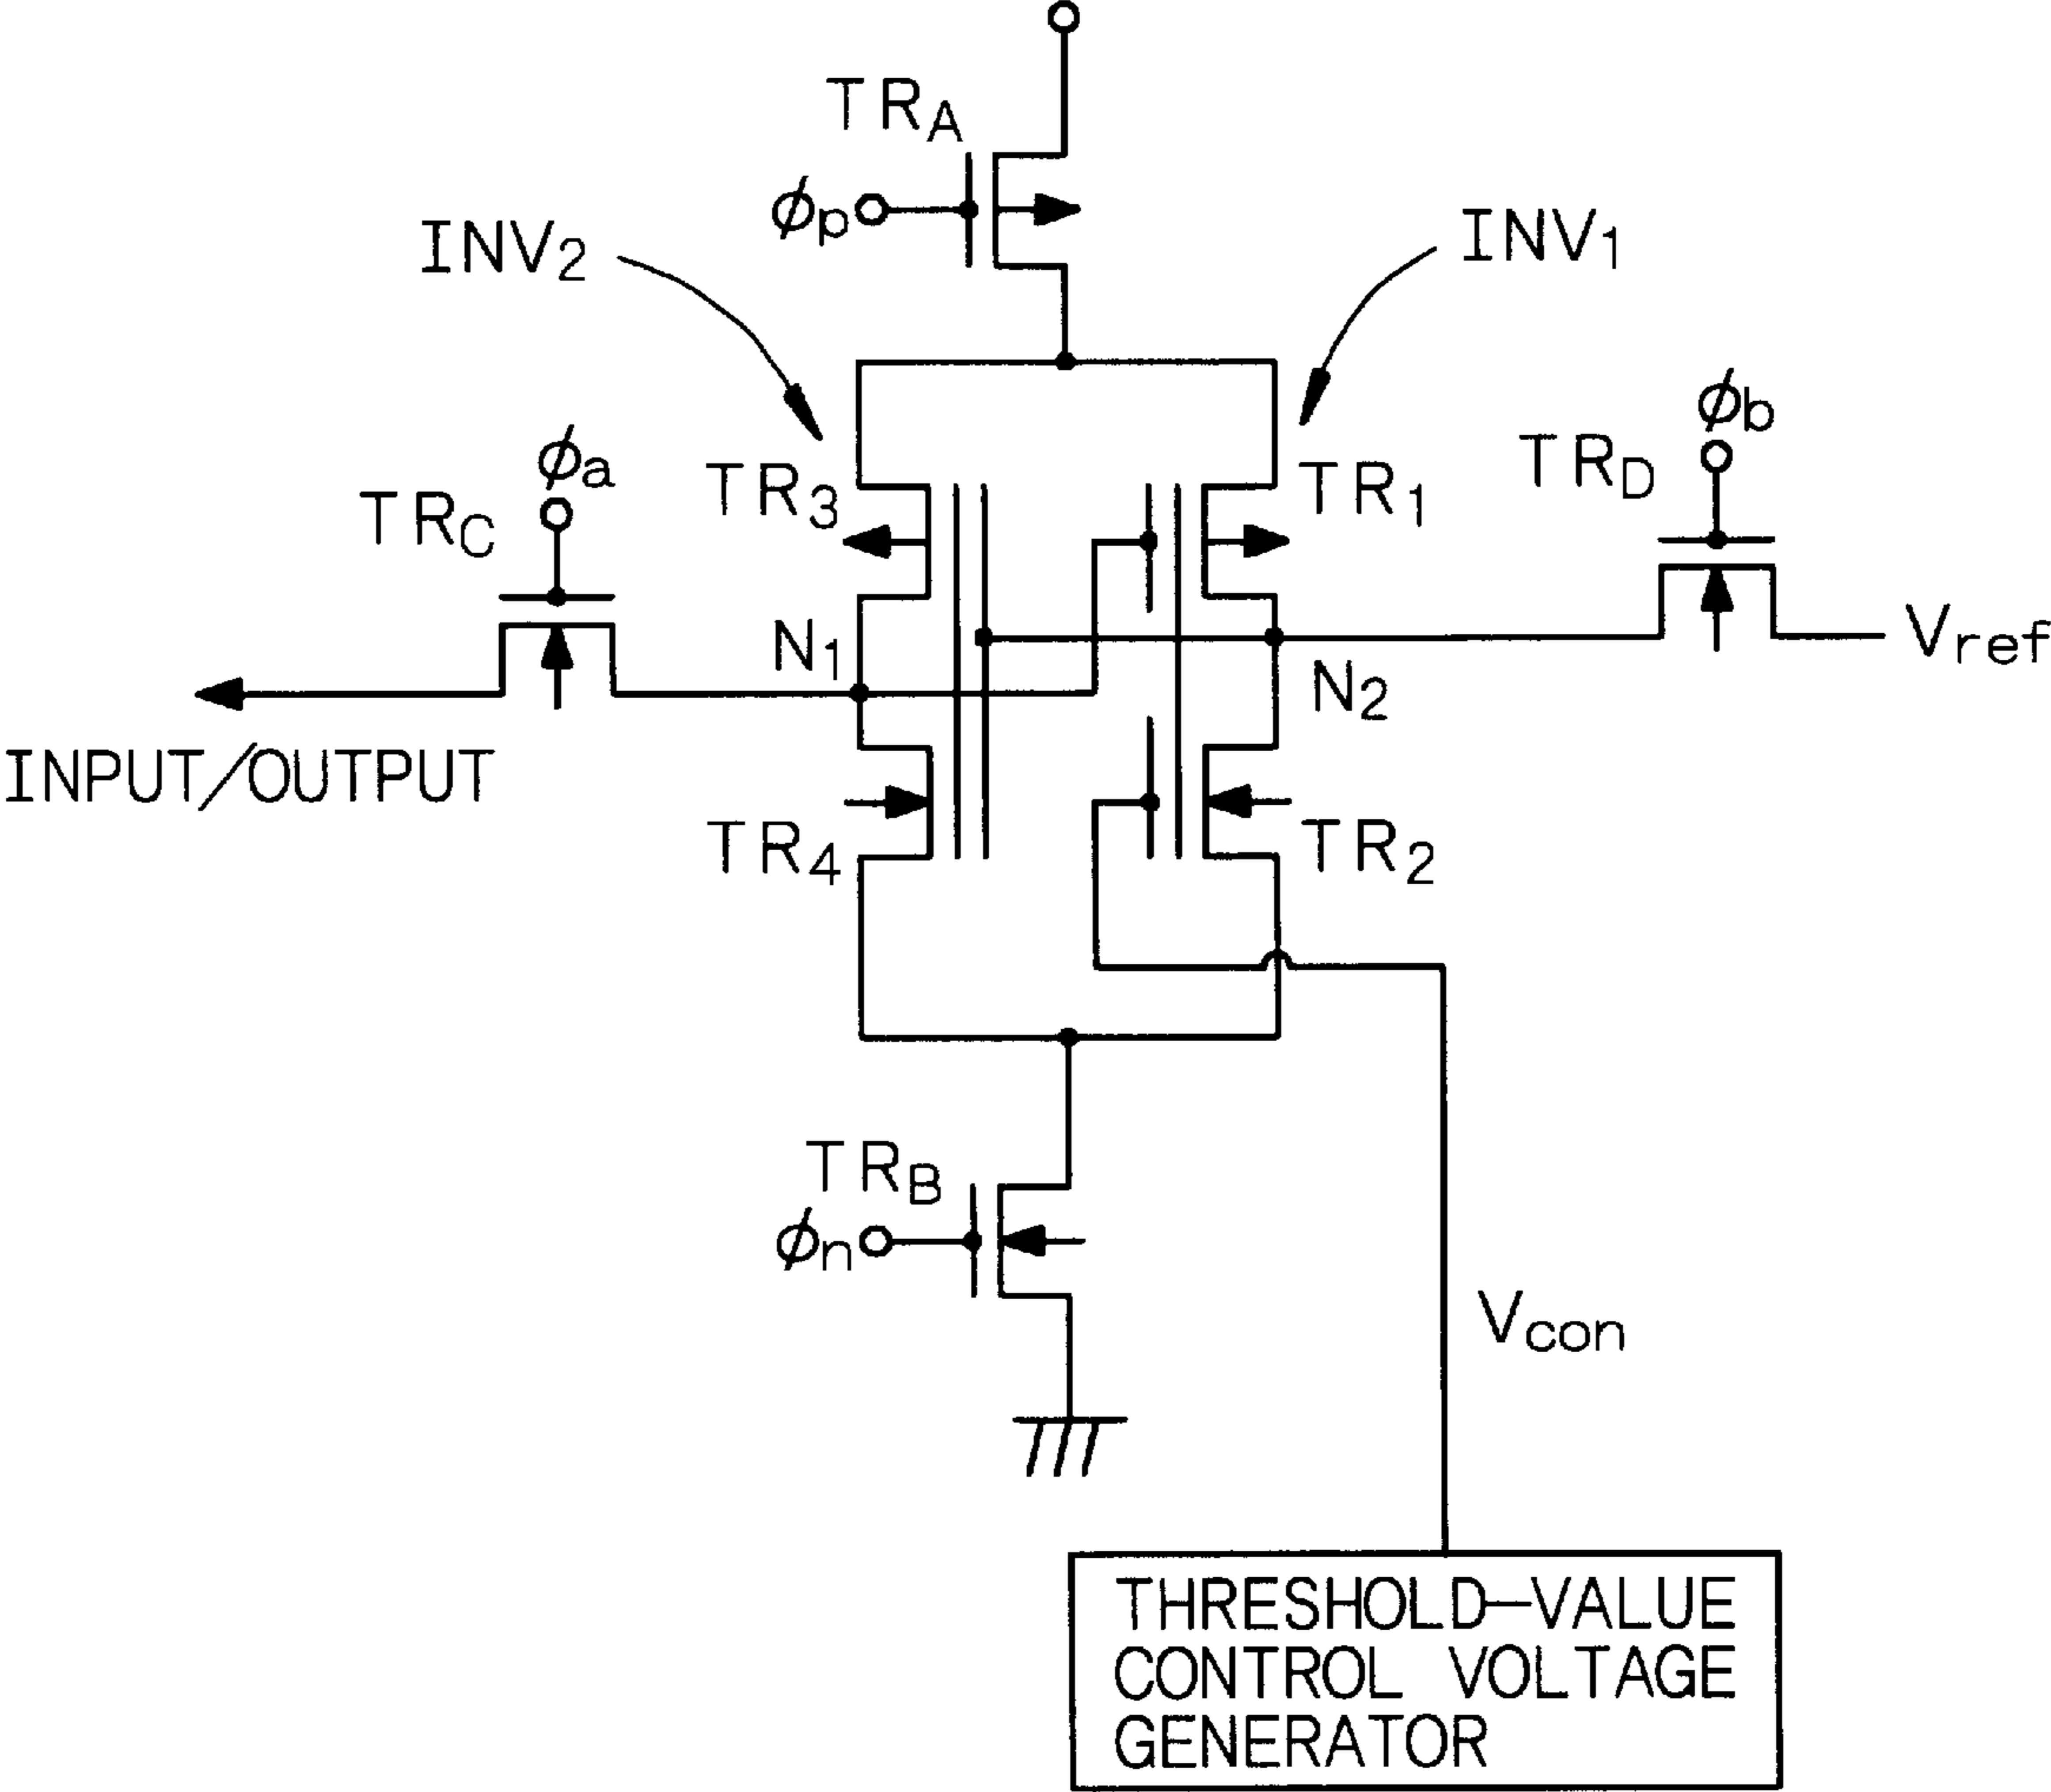 TRA
ϕp
INV2
INV1
ϕa
ϕb
TRC
TR3
TR1
TRD
N1
N2
Vref
INPUT/OUTPUT
TR4
TR2
TRB
ϕn
Vcon
THRESHOLD-VALUE
CONTROL VOLTAGE
GENERATOR